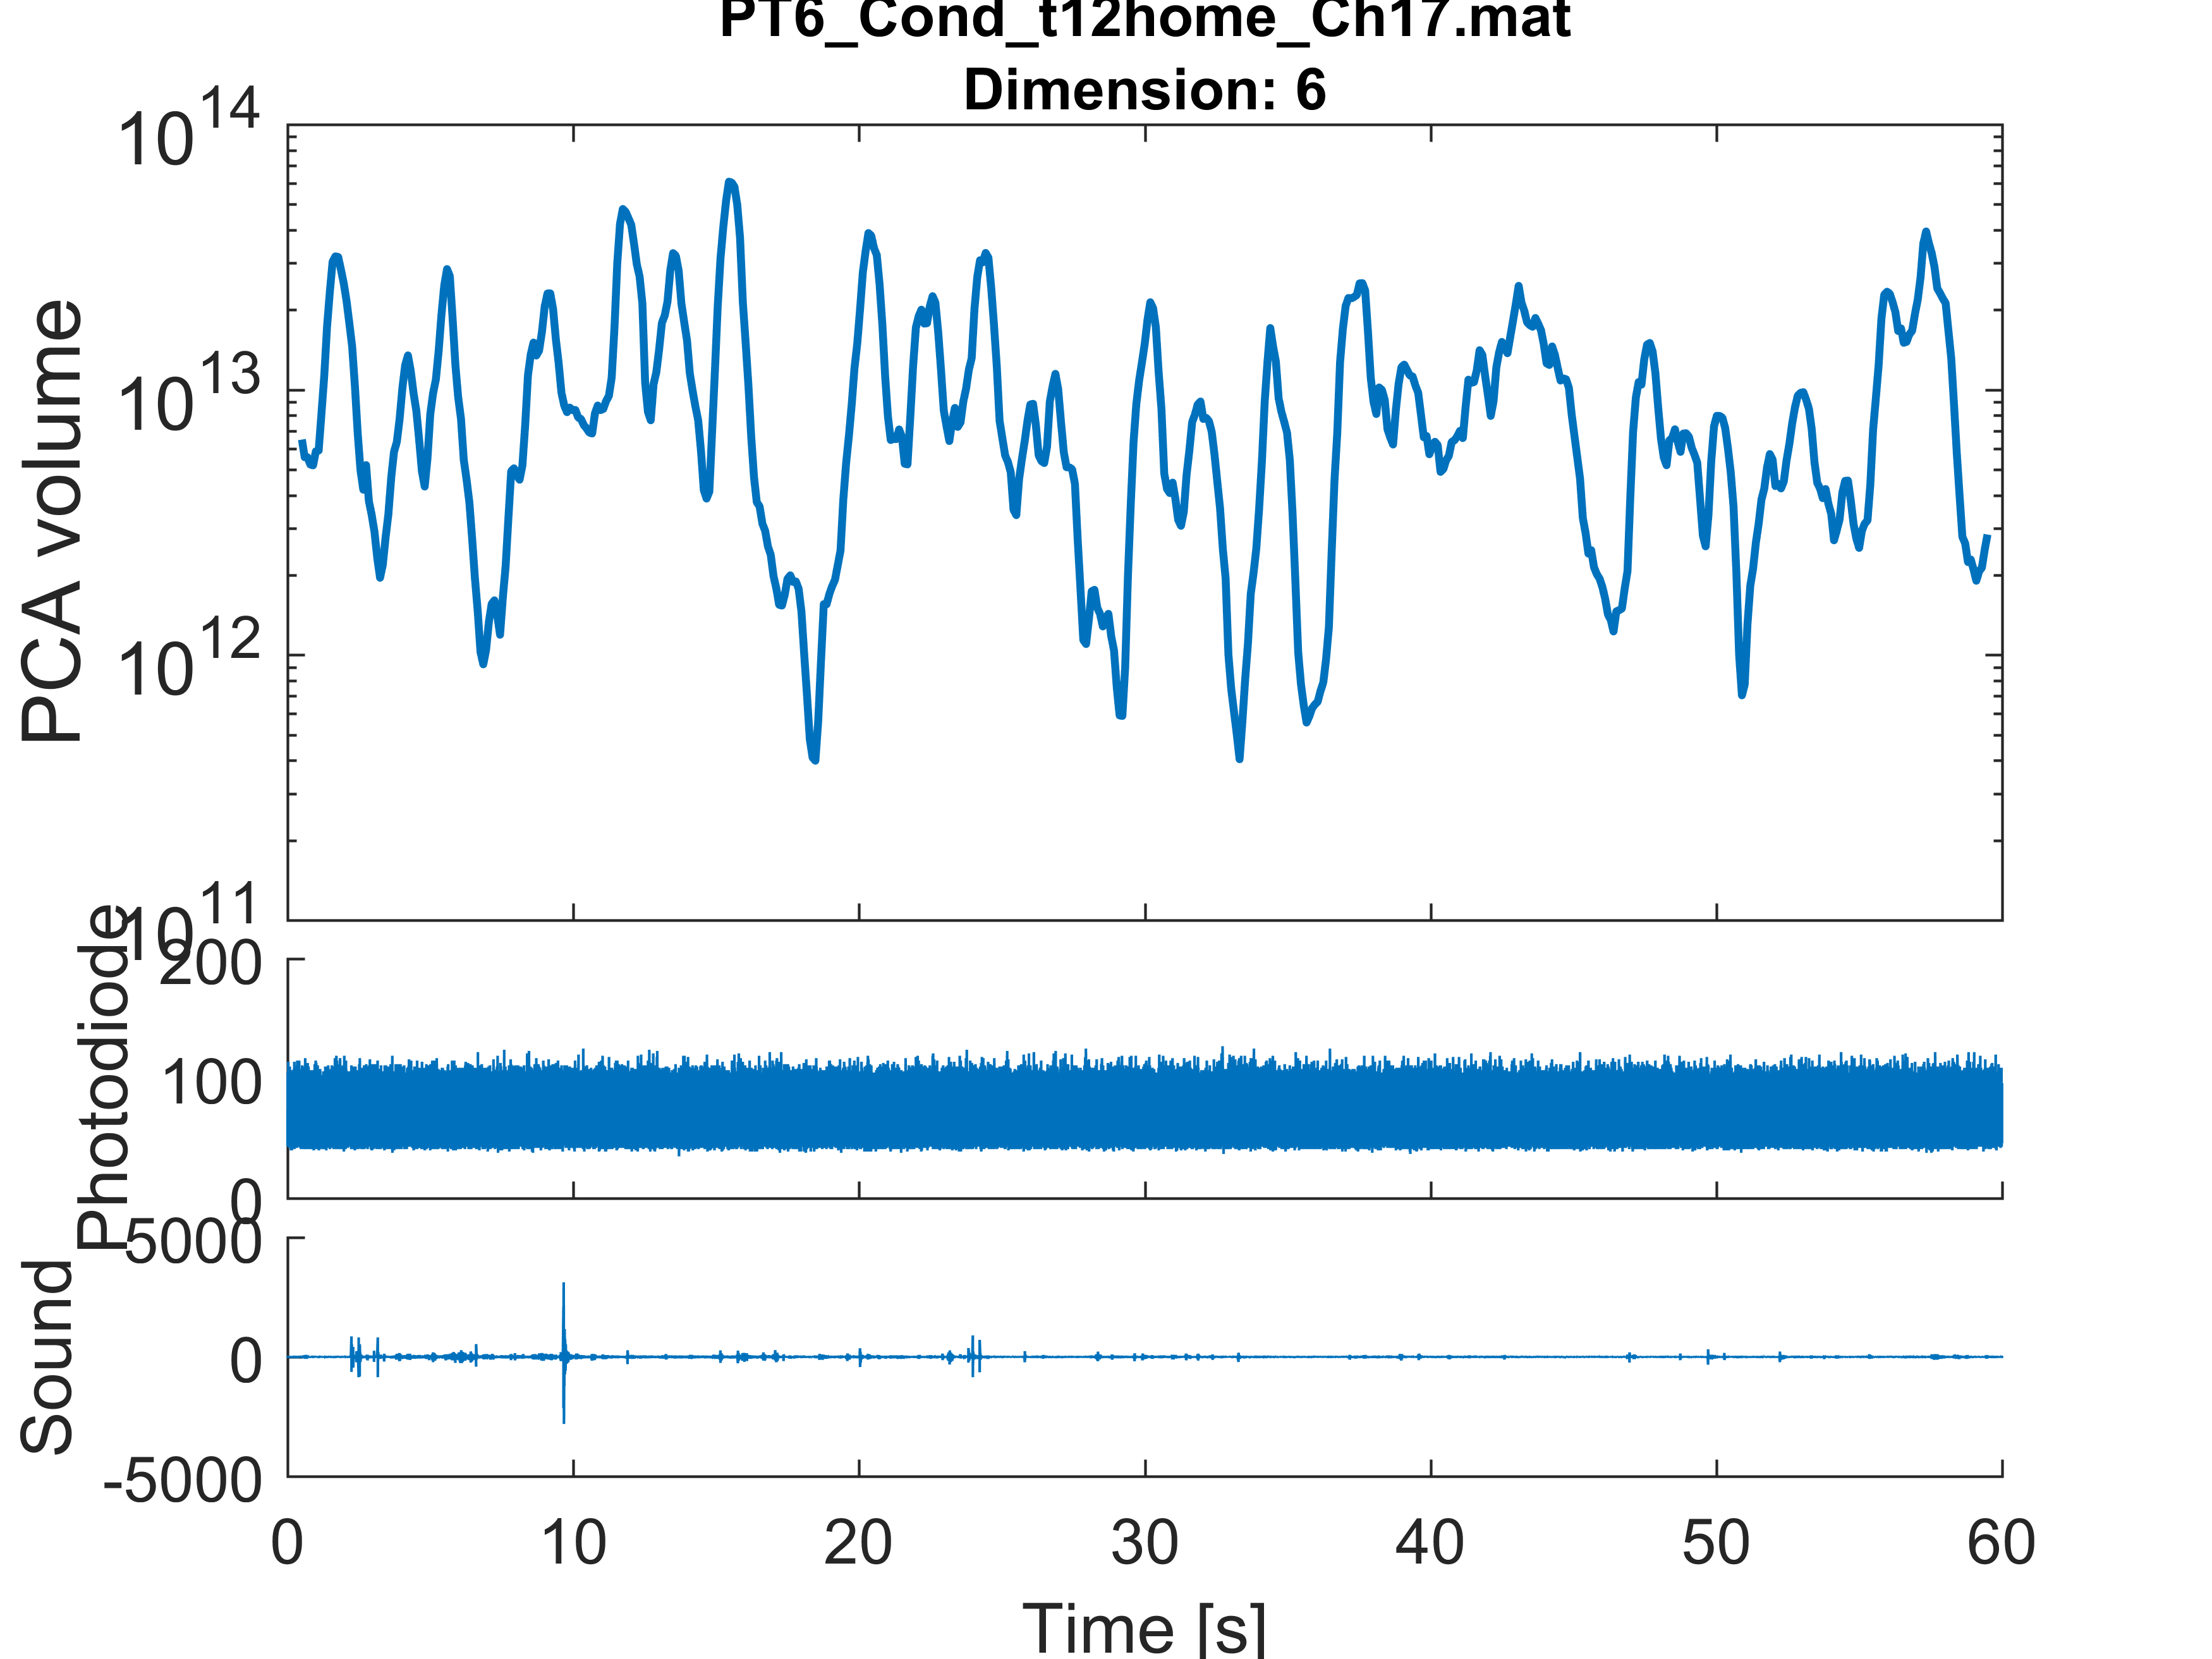 PT6_Cond_t12home_Ch17.mat
Dimension: 6
PCA volume
10^14
10^13
10^12
10^11
Photodiode
200
100
0
Sound
5000
0
-5000
0 10 20 30 40 50 60
Time [s]